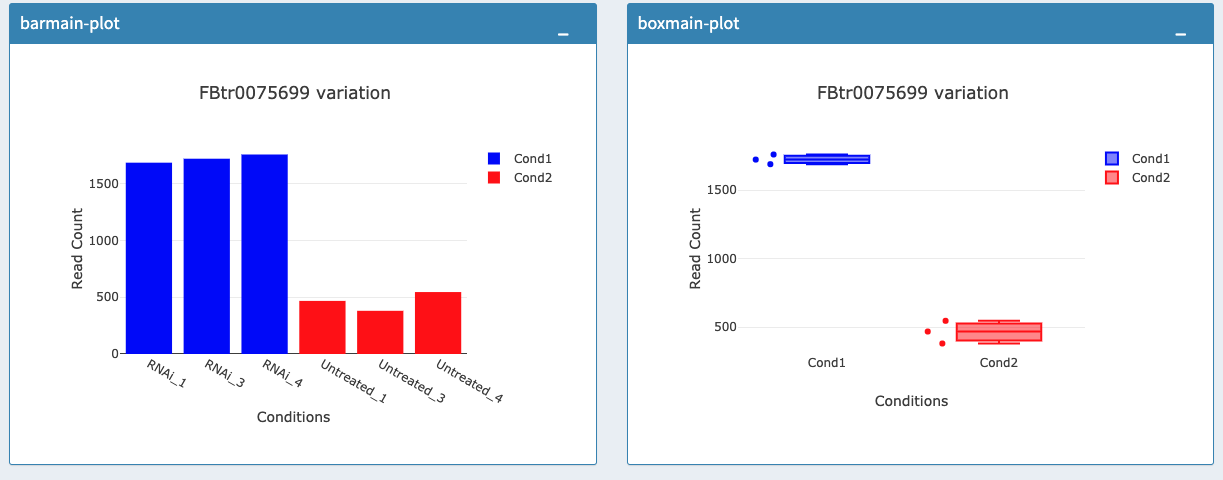 barmain-plot
FBtr0075699 variation
Cond1
Cond2
1500
1000
500
0
Read Count
RNAi_1
RNAi_3
RNAi_4
Untreated_1
Untreated_3
Untreated_4
Conditions
boxmain-plot
FBtr0075699 variation
Cond1
Cond2
1500
1000
500
Read Count
Cond1
Cond2
Conditions